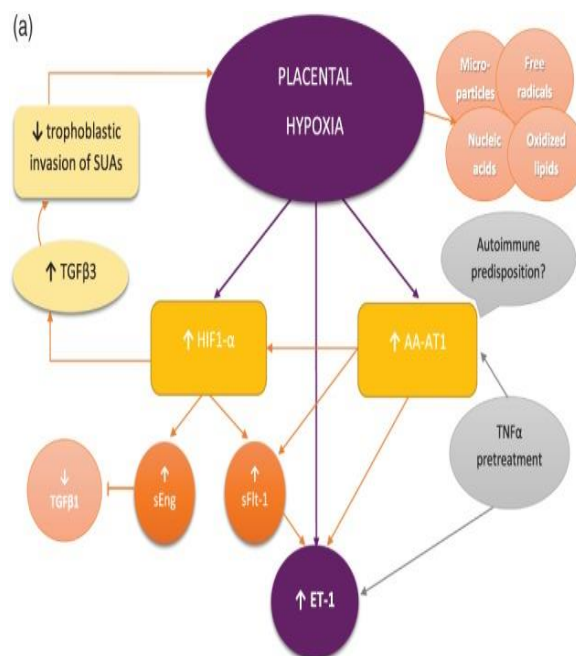 (a)
PLACENTAL
HYPOXIA
Micro-
particles
Free
radicals
Nucleic
acids
Oxidized
lipids
↓ trophoblastic
invasion of SUAs
Autoimmune
predisposition?
↑ TGFβ3
↑ HIF1-α
↑ AA-AT1
TNFα
pretreatment
↓
TGFβ1
↑
sEng
↑
sFlt-1
↑ ET-1